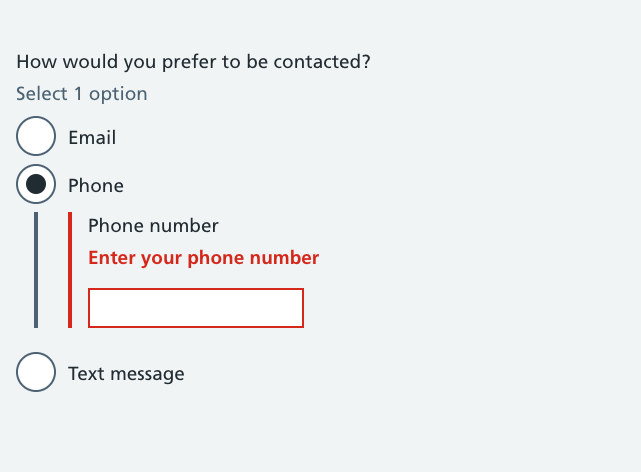 How would you prefer to be contacted?
Select 1 option
Email
Phone
Phone number
Enter your phone number
Text message